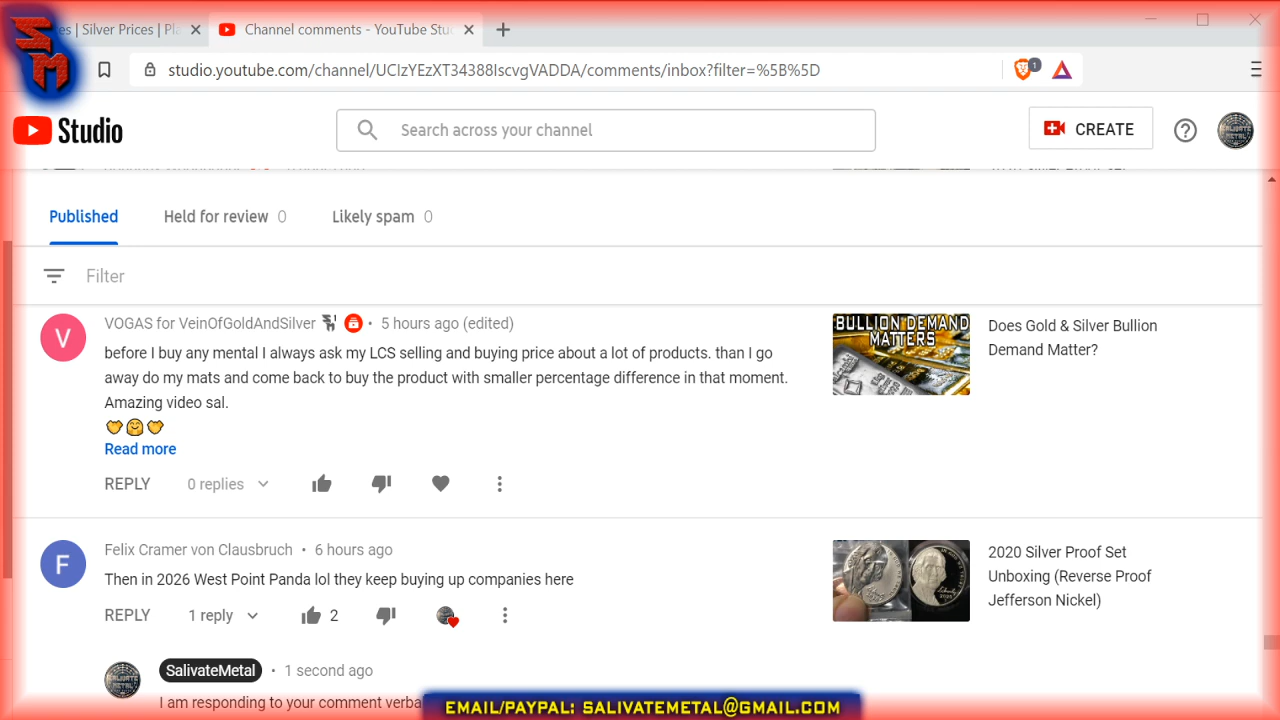 SM
es | Silver Prices | Pla
Channel comments - YouTube Stud
studio.youtube.com/channel/UCIzYEzXT34388IscvgVADDA/comments/inbox?filter=%5B%5D
1
Studio
Search across your channel
CREATE
Published
Held for review 0
Likely spam 0
Filter
V
VOGAS for VeinOfGoldAndSilver
5 hours ago (edited)
before I buy any mental I always ask my LCS selling and buying price about a lot of products. than I go
away do my mats and come back to buy the product with smaller percentage difference in that moment.
Amazing video sal.
Read more
REPLY
0 replies
BULLION DEMAND
MATTERS
Does Gold & Silver Bullion
Demand Matter?
F
Felix Cramer von Clausbruch • 6 hours ago
Then in 2026 West Point Panda lol they keep buying up companies here
REPLY
1 reply
2
2020 Silver Proof Set
Unboxing (Reverse Proof
Jefferson Nickel)
SalivateMetal • 1 second ago
I am responding to your comment verba
EMAIL/PAYPAL: SALIVATEMETAL@GMAIL.COM